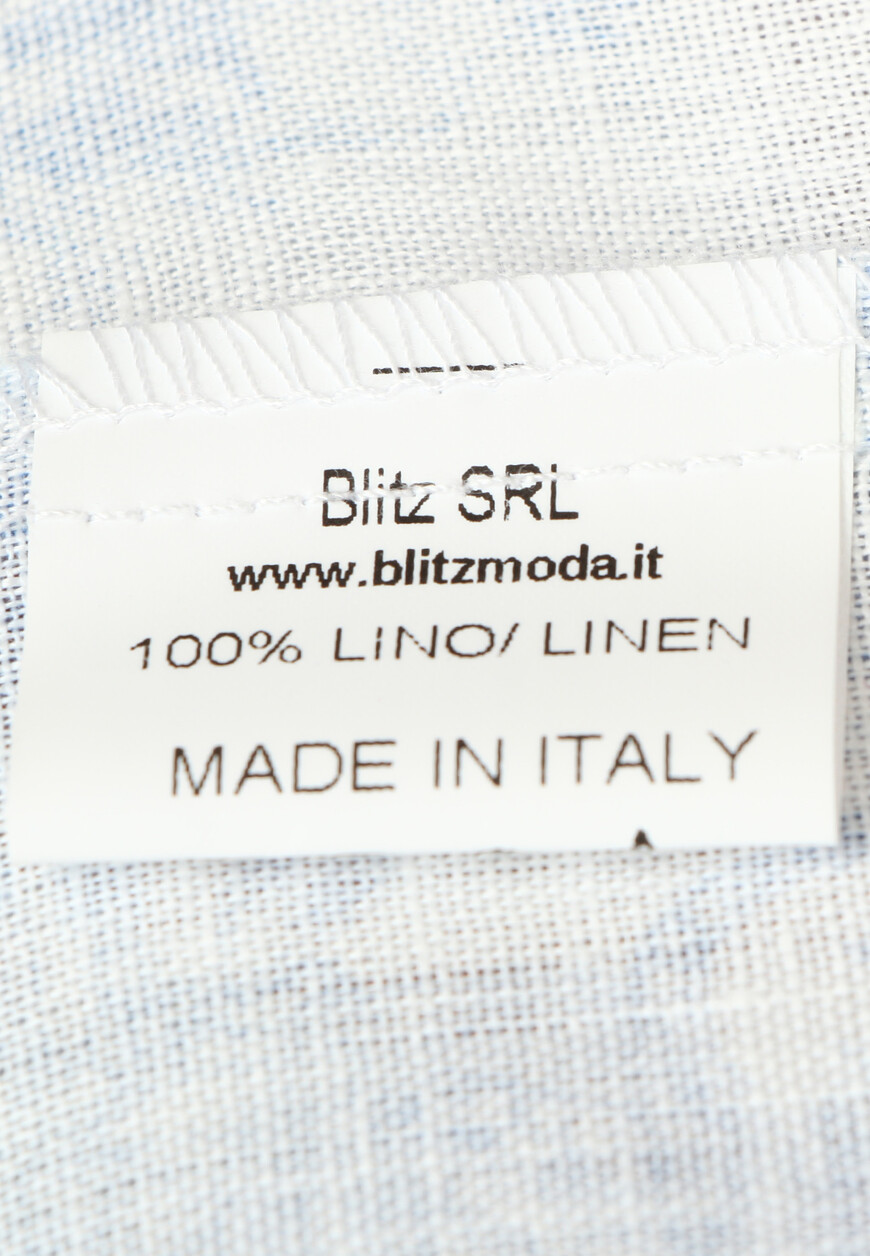 Blitz SRL
www.blitzmoda.it
100% LINO/ LINEN
MADE IN ITALY